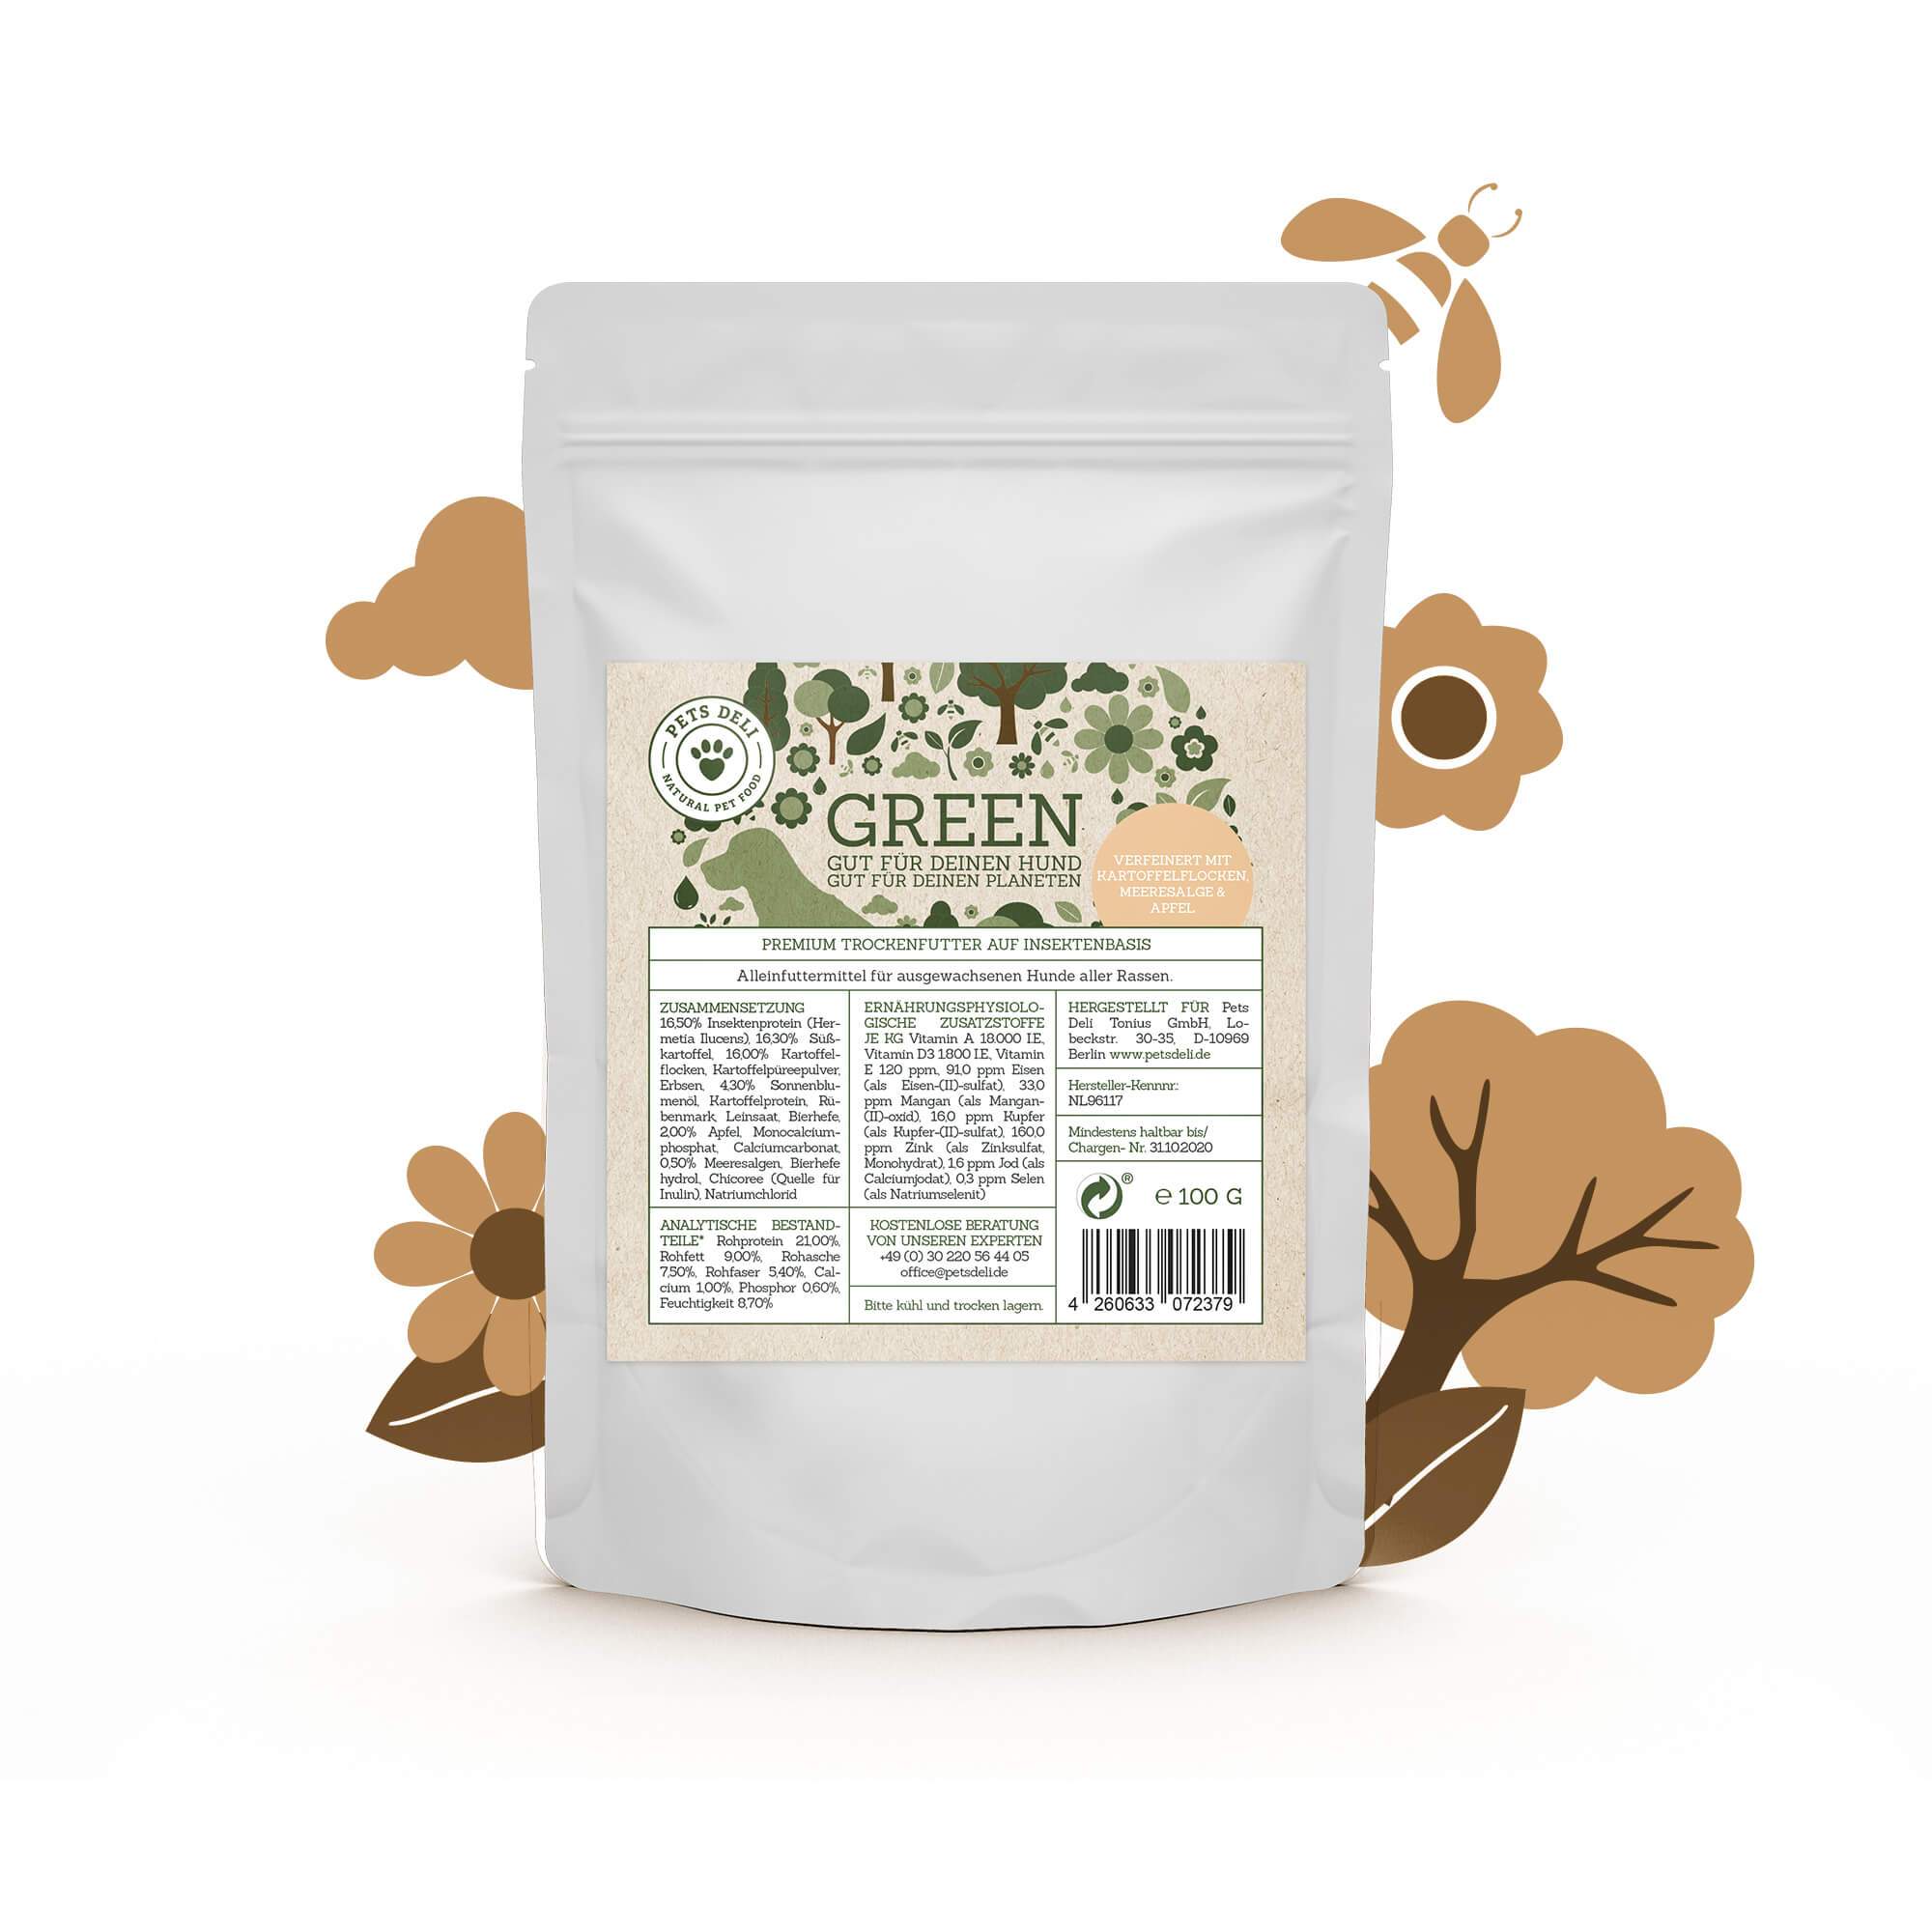 PETS DELI
NATURAL PET FOOD
GREEN
GUT FÜR DEINEN HUND
GUT FÜR DEINEN PLANETEN
VERFEINERT MIT
KARTOFFELFLOCKEN,
MEERESALGE &
APFEL
PREMIUM TROCKENFUTTER AUF INSEKTENBASIS
Alleinfuttermittel für ausgewachsenen Hunde aller Rassen.
ZUSAMMENSETZUNG
16,50% Insektenprotein (Her-
metia Ilucens), 16,30% Süß-
kartoffel, 16,00% Kartoffel-
flocken, Kartoffelpüreepulver,
Erbsen, 4,30% Sonnenblu-
menöl, Kartoffelprotein, Rü-
benmark, Leinsaat, Bierhefe,
2,00% Apfel, Monocalcium-
phosphat, Calciumcarbonat,
0,50% Meeresalgen, Bierhefe
hydrol., Chicoree (Quelle für
Inulin), Natriumchlorid
ANALYTISCHE BESTAND-
TEILE* Rohprotein 21,00%,
Rohfett 9,00%, Rohasche
7,50%, Rohfaser 5,40%, Cal-
cium 1,00%, Phosphor 0,60%,
Feuchtigkeit 8,70%
ERNÄHRUNGSPHYSIOLO-
GISCHE ZUSATZSTOFFE
JE KG Vitamin A 18.000 I.E.,
Vitamin D3 1.800 I.E., Vitamin
E 120 ppm, 91,0 ppm Eisen
(als Eisen-(II)-sulfat), 33,0
ppm Mangan (als Mangan-
(II)-oxid), 16,0 ppm Kupfer
(als Kupfer-(II)-sulfat), 160,0
ppm Zink (als Zinksulfat,
Monohydrat), 1,6 ppm Jod (als
Calciumjodat), 0,3 ppm Selen
(als Natriumselenit)
KOSTENLOSE BERATUNG
VON UNSEREN EXPERTEN
+49 (0) 30 220 56 44 05
office@petsdeli.de
Bitte kühl und trocken lagern.
HERGESTELLT FÜR Pets
Deli Tonius GmbH, Lo-
beckstr. 30-35, D-10969
Berlin www.petsdeli.de
Hersteller-Kennnr.:
NL96117
Mindestens haltbar bis/
Chargen- Nr. 31.10.2020
®
℮ 100 G
4 260633 072379